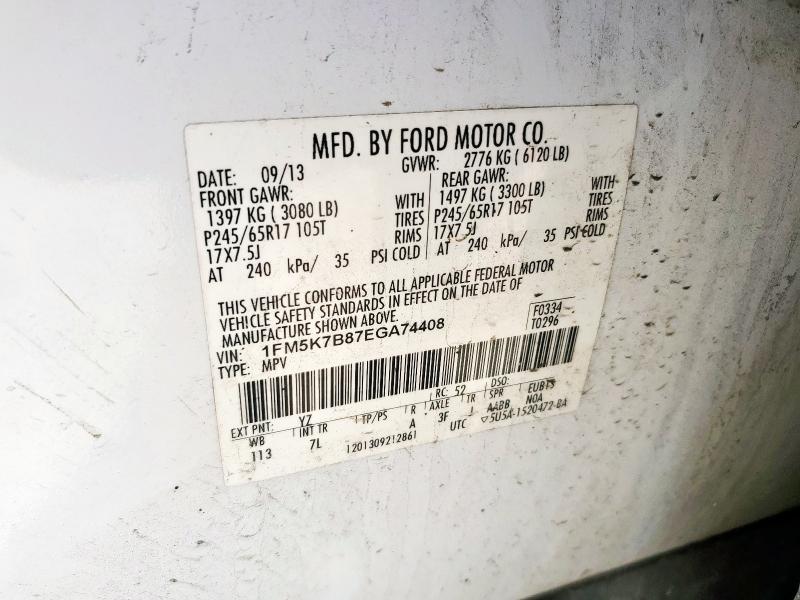 MFD. BY FORD MOTOR CO.
DATE: 09/13 GVWR: 2776 KG ( 6120 LB)
FRONT GAWR: REAR GAWR:
1397 KG ( 3080 LB) WITH 1497 KG ( 3300 LB) WITH
P245/65R17 105T TIRES P245/65R17 105T TIRES
17X7.5J RIMS 17X7.5J RIMS
AT 240 kPa/ 35 PSI COLD AT 240 kPa/ 35 PSI COLD
THIS VEHICLE CONFORMS TO ALL APPLICABLE FEDERAL MOTOR
VEHICLE SAFETY STANDARDS IN EFFECT ON THE DATE OF
MANUFACTURE SHOWN ABOVE. F0334
VIN: 1FM5K7B87EGA74408 T0296
TYPE: MPV
EXT PNT: YZ RC: 52 DSO:
WB INT TR TP/PS R AXLE TR SPR EUBTS
113 7L A 3F J AABB NOA
1201309212861 UTC ▽5U5A-1520472-BA